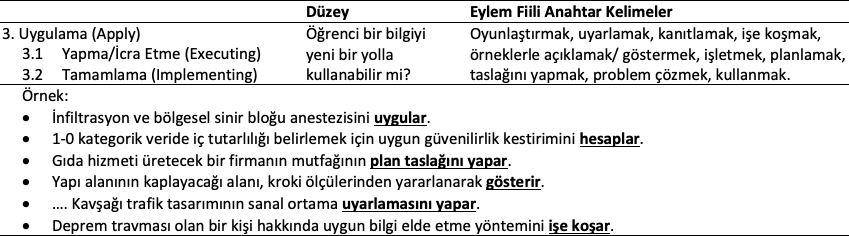 Düzey Eylem Fiili Anahtar Kelimeler
3. Uygulama (Apply) Öğrenci bir bilgiyi Oyunlaştırmak, uyarlamak, kanıtlamak, işe koşmak,
3.1 Yapma/İcra Etme (Executing) yeni bir yolla örneklerle açıklamak/ göstermek, işletmek, planlamak,
3.2 Tamamlama (Implementing) kullanabilir mi? taslağını yapmak, problem çözmek, kullanmak.
Örnek:
• İnfiltrasyon ve bölgesel sinir bloğu anestezisini uygular.
• 1-0 kategorik veride iç tutarlılığı belirlemek için uygun güvenilirlik kestirimini hesaplar.
• Gıda hizmeti üretecek bir firmanın mutfağının plan taslağını yapar.
• Yapı alanının kaplayacağı alanı, kroki ölçülerinden yararlanarak gösterir.
• .... Kavşağı trafik tasarımının sanal ortama uyarlamasını yapar.
• Deprem travması olan bir kişi hakkında uygun bilgi elde etme yöntemini işe koşar.